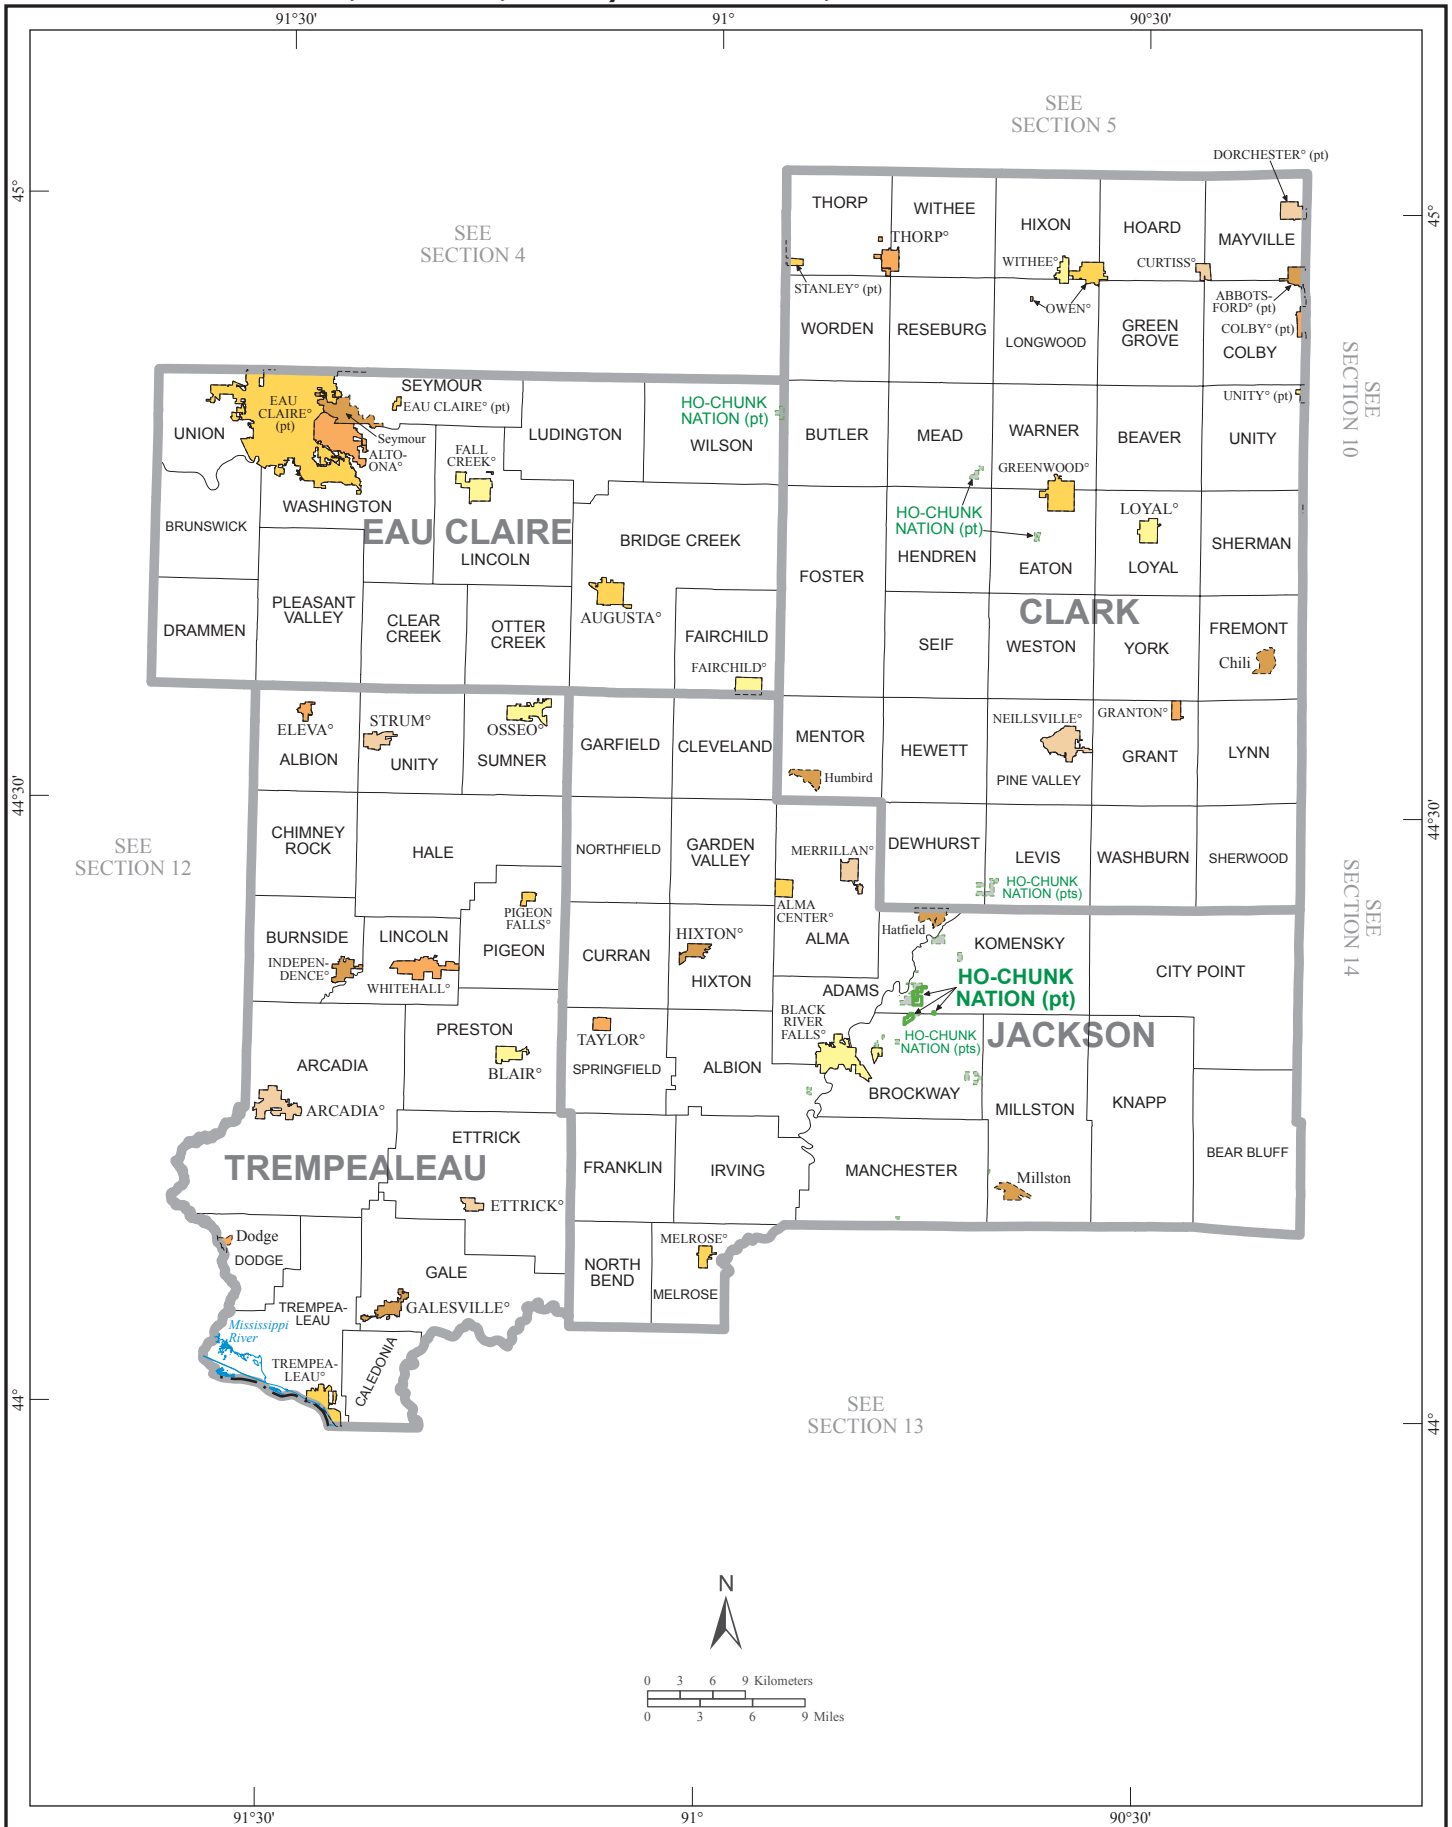 91°30'
91°
90°30'
SEE
SECTION 5
DORCHESTER° (pt)
45°
45°
THORP
WITHEE
HIXON
HOARD
MAYVILLE
SEE
SECTION 4
THORP°
WITHEE°
CURTISS°
STANLEY° (pt)
OWEN°
ABBOTS-
FORD° (pt)
COLBY° (pt)
WORDEN
RESEBURG
LONGWOOD
GREEN
GROVE
COLBY
SEE
SECTION 10
SEYMOUR
EAU CLAIRE° (pt)
EAU
CLAIRE°
(pt)
UNION
Seymour
ALTO-
ONA°
FALL
CREEK°
LUDINGTON
HO-CHUNK
NATION (pt)
WILSON
UNITY° (pt)
BUTLER
MEAD
WARNER
BEAVER
UNITY
GREENWOOD°
WASHINGTON
BRUNSWICK
EAU CLAIRE
LINCOLN
BRIDGE CREEK
HO-CHUNK
NATION (pt)
LOYAL°
HENDREN
EATON
LOYAL
SHERMAN
FOSTER
CLARK
DRAMMEN
PLEASANT
VALLEY
CLEAR
CREEK
OTTER
CREEK
AUGUSTA°
FAIRCHILD
FAIRCHILD°
SEIF
WESTON
YORK
FREMONT
Chili
ELEVA°
STRUM°
OSSEO°
ALBION
UNITY
SUMNER
GARFIELD
CLEVELAND
MENTOR
HEWETT
NEILLSVILLE°
GRANTON°
PINE VALLEY
GRANT
LYNN
Humbird
44°30'
44°30'
SEE
SECTION 12
CHIMNEY
ROCK
HALE
NORTHFIELD
GARDEN
VALLEY
MERRILLAN°
DEWHURST
LEVIS
WASHBURN
SHERWOOD
HO-CHUNK
NATION (pts)
SEE
SECTION 14
PIGEON
FALLS°
ALMA
CENTER°
Hatfield
BURNSIDE
LINCOLN
PIGEON
CURRAN
HIXTON°
ALMA
KOMENSKY
INDEPEN-
DENCE°
WHITEHALL°
HIXTON
ADAMS
HO-CHUNK
NATION (pt)
CITY POINT
PRESTON
TAYLOR°
BLACK
RIVER
FALLS°
HO-CHUNK
NATION (pts)
JACKSON
ARCADIA
BLAIR°
SPRINGFIELD
ALBION
BROCKWAY
MILLSTON
KNAPP
ARCADIA°
ETTRICK
TREMPEALEAU
FRANKLIN
IRVING
MANCHESTER
Millston
BEAR BLUFF
ETTRICK°
Dodge
DODGE
GALE
NORTH
BEND
MELROSE°
MELROSE
TREMPEA-
LEAU
GALESVILLE°
Mississippi
River
TREMPEA-
LEAU°
CALEDONIA
44°
44°
SEE
SECTION 13
N
0 3 6 9 Kilometers
0 3 6 9 Miles
91°30'
91°
90°30'